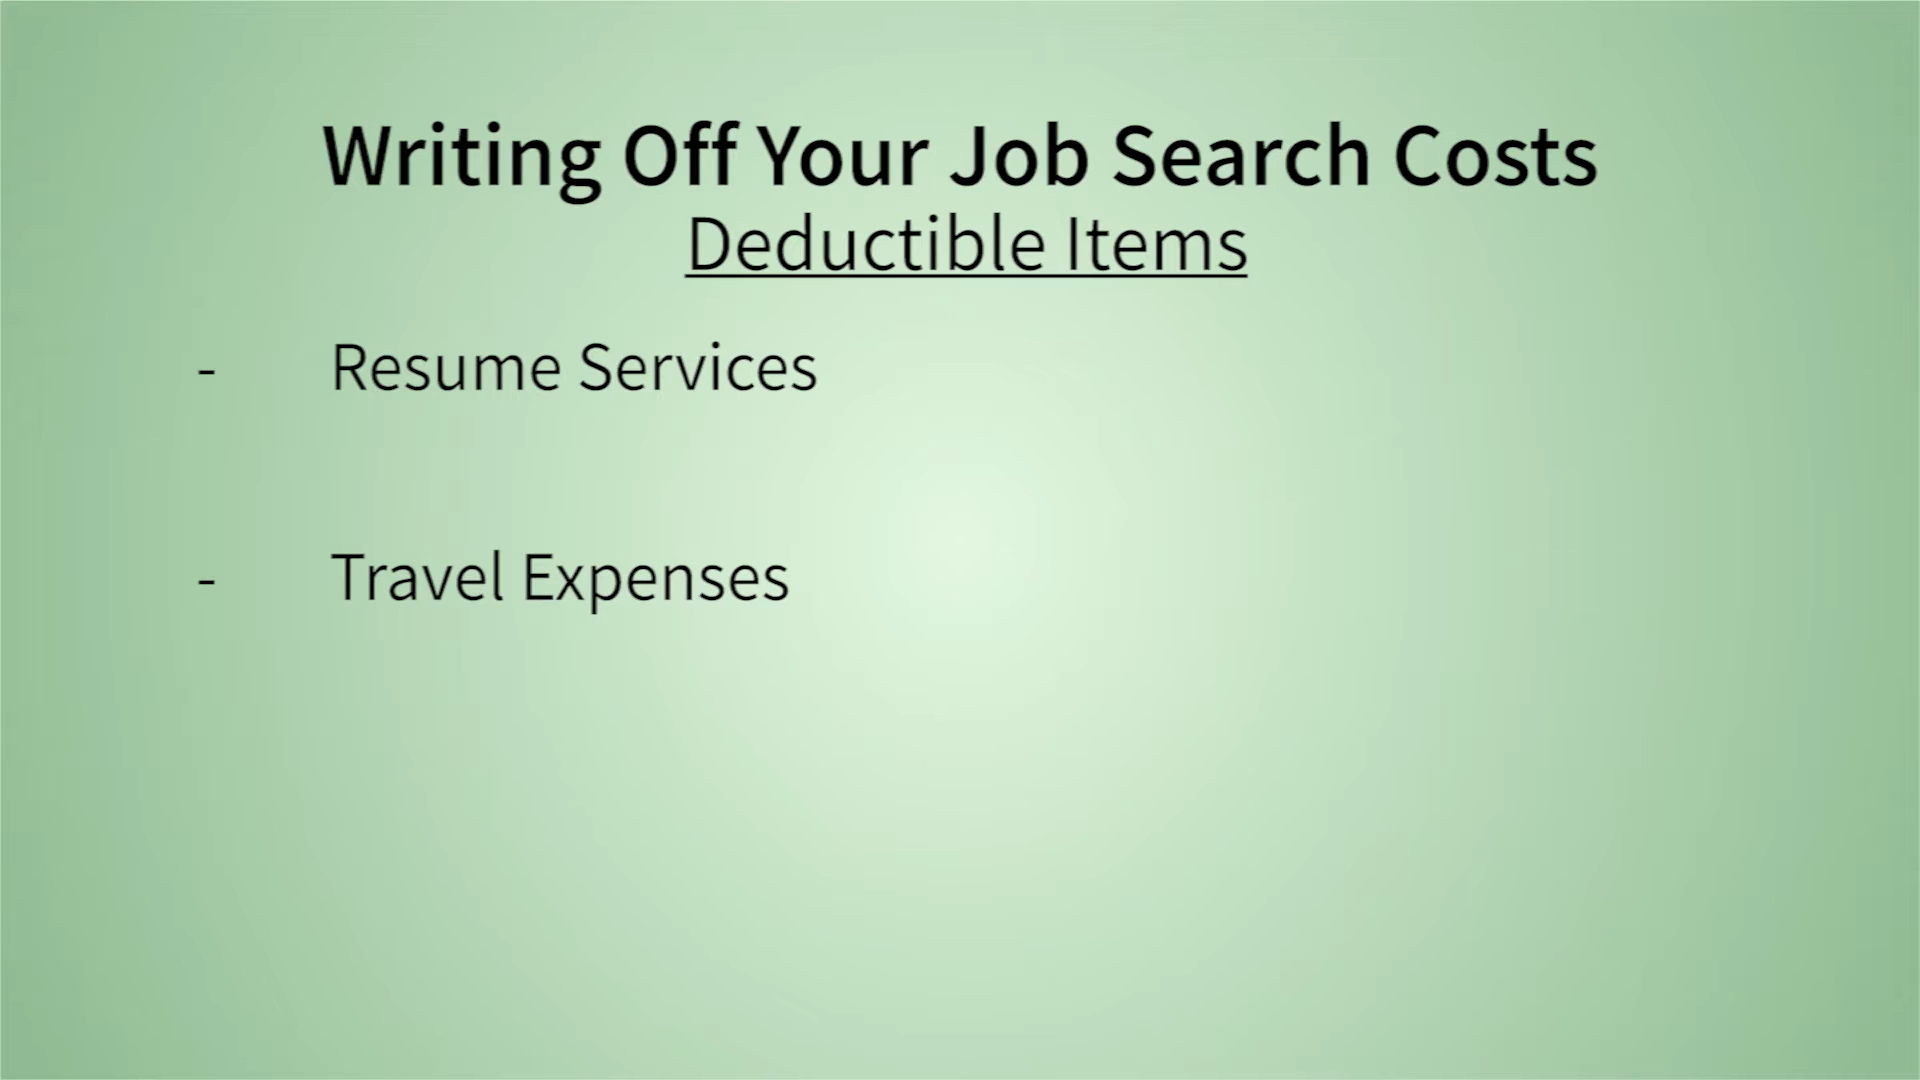 Writing Off Your Job Search Costs
Deductible Items
- Resume Services
- Travel Expenses